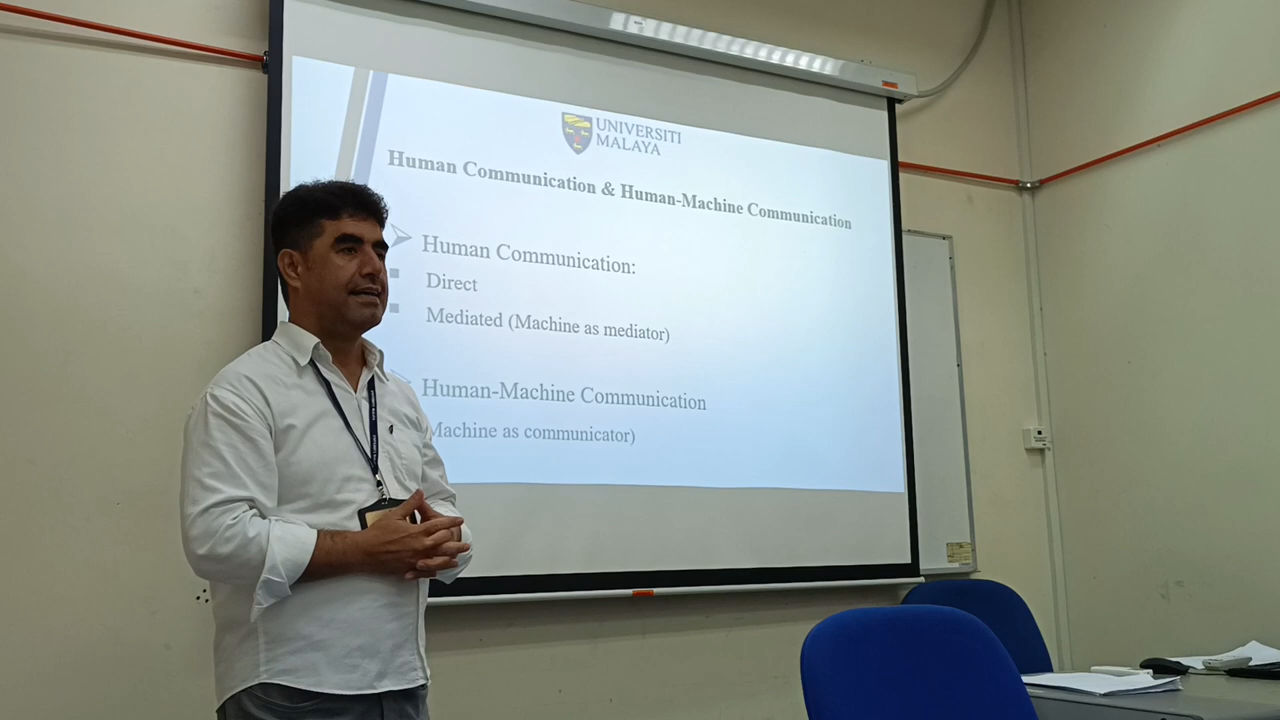 UNIVERSITI
MALAYA
Human Communication & Human-Machine Communication
Human Communication:
Direct
Mediated (Machine as mediator)
Human-Machine Communication
Machine as communicator)